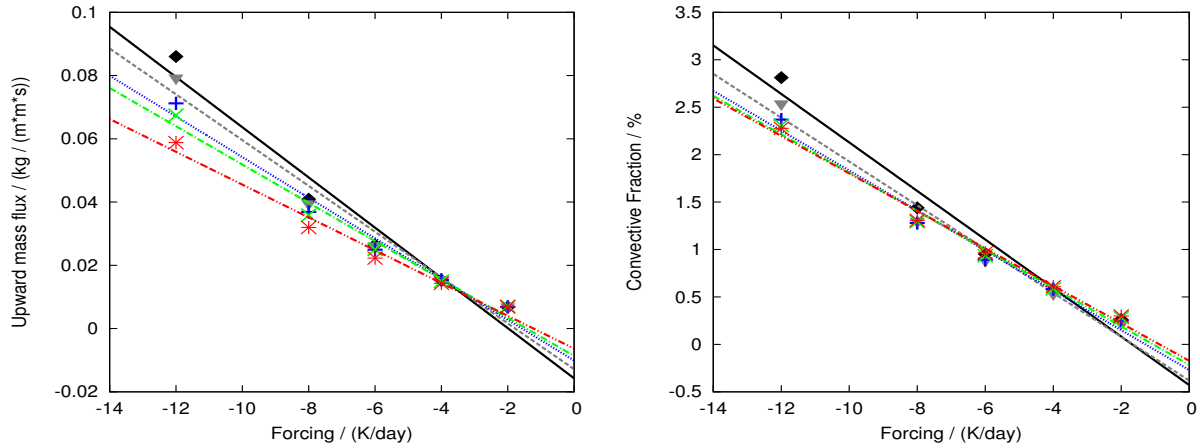 0.1
0.08
0.06
0.04
0.02
0
-0.02
Upward mass flux / (kg / (m*m*s))
-14 -12 -10 -8 -6 -4 -2 0
Forcing / (K/day)
3.5
3
2.5
2
1.5
1
0.5
0
-0.5
Convective Fraction / %
-14 -12 -10 -8 -6 -4 -2 0
Forcing / (K/day)